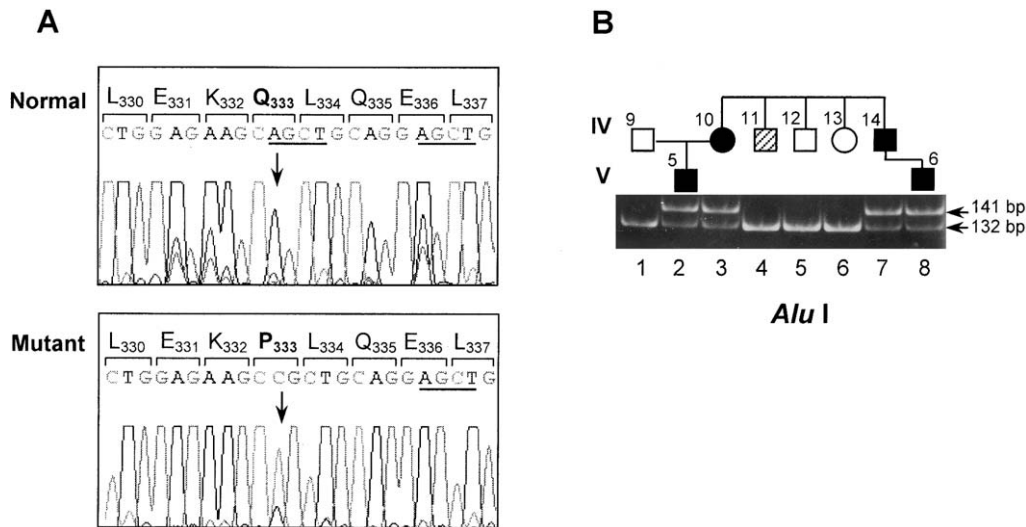 A
Normal
L330 E331 K332 Q333 L334 Q335 E336 L337
CTGGAGAAGCAGCTGCAGGAGCTG
Mutant
L330 E331 K332 P333 L334 Q335 E336 L337
CTGGAGAAGCCGCTGCAGGAGCTG
B
IV
9 10 11 12 13 14
V
5 6
141 bp
132 bp
1 2 3 4 5 6 7 8
Alu I